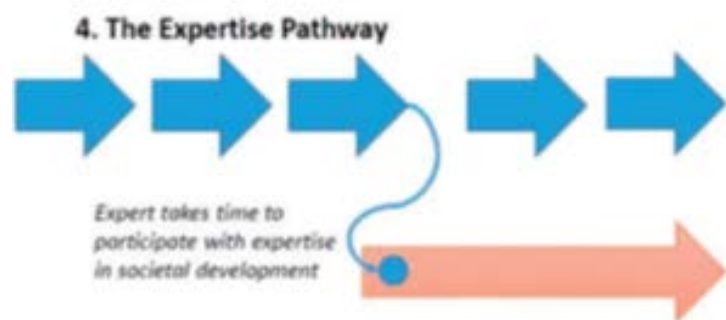 4. The Expertise Pathway
Expert takes time to
participate with expertise
in societal development